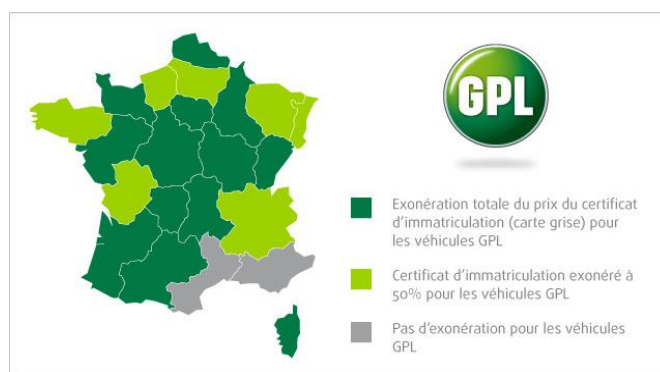 GPL
Exonération totale du prix du certificat
d'immatriculation (carte grise) pour
les véhicules GPL
Certificat d'immatriculation exonéré à
50% pour les véhicules GPL
Pas d'exonération pour les véhicules
GPL